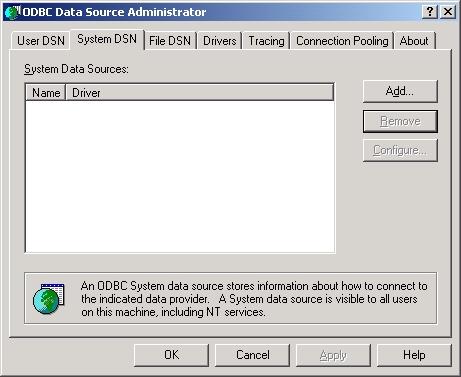 ODBC Data Source Administrator
User DSN System DSN File DSN Drivers Tracing Connection Pooling About
System Data Sources:
Name Driver
Add...
Remove
Configure...
An ODBC System data source stores information about how to connect to
the indicated data provider. A System data source is visible to all users
on this machine, including NT services.
OK Cancel Apply Help